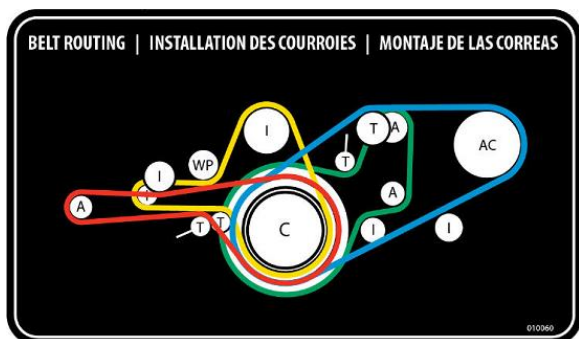 BELT ROUTING | INSTALLATION DES COURROIES | MONTAJE DE LAS CORREAS
I
T
A
AC
WP
T
I
T
A
A
T
T
C
I
I
010060